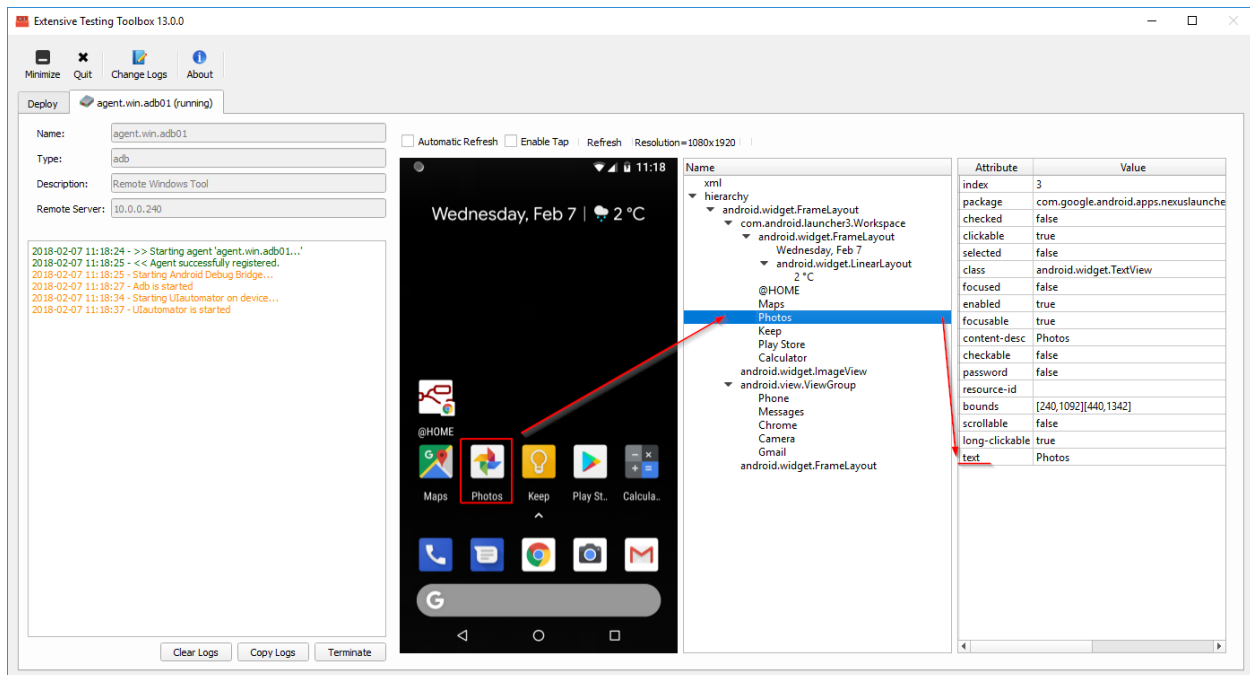 Extensive Testing Toolbox 13.0.0
Minimize Quit Change Logs About
Deploy agent.win.adb01 (running)
Name: agent.win.adb01
Type: adb
Description: Remote Windows Tool
Remote Server: 10.0.0.240
2018-02-07 11:18:24 - >> Starting agent 'agent.win.adb01...'
2018-02-07 11:18:25 - << Agent successfully registered.
2018-02-07 11:18:25 - Starting Android Debug Bridge...
2018-02-07 11:18:27 - Adb is started
2018-02-07 11:18:34 - Starting UIautomator on device...
2018-02-07 11:18:37 - UIautomator is started
Clear Logs Copy Logs Terminate
Automatic Refresh Enable Tap Refresh Resolution=1080x1920
11:18
Wednesday, Feb 7 | 2 °C
@HOME
G
Maps Photos Keep Play St.. Calcula..
G
Name
xml
hierarchy
android.widget.FrameLayout
com.android.launcher3.Workspace
android.widget.FrameLayout
Wednesday, Feb 7
android.widget.LinearLayout
2 °C
@HOME
Maps
Photos
Keep
Play Store
Calculator
android.widget.ImageView
android.view.ViewGroup
Phone
Messages
Chrome
Camera
Gmail
android.widget.FrameLayout
Attribute Value
index 3
package com.google.android.apps.nexuslaunche
checked false
clickable true
selected false
class android.widget.TextView
focused false
enabled true
focusable true
content-desc Photos
checkable false
password false
resource-id
bounds [240,1092][440,1342]
scrollable false
long-clickable true
text Photos